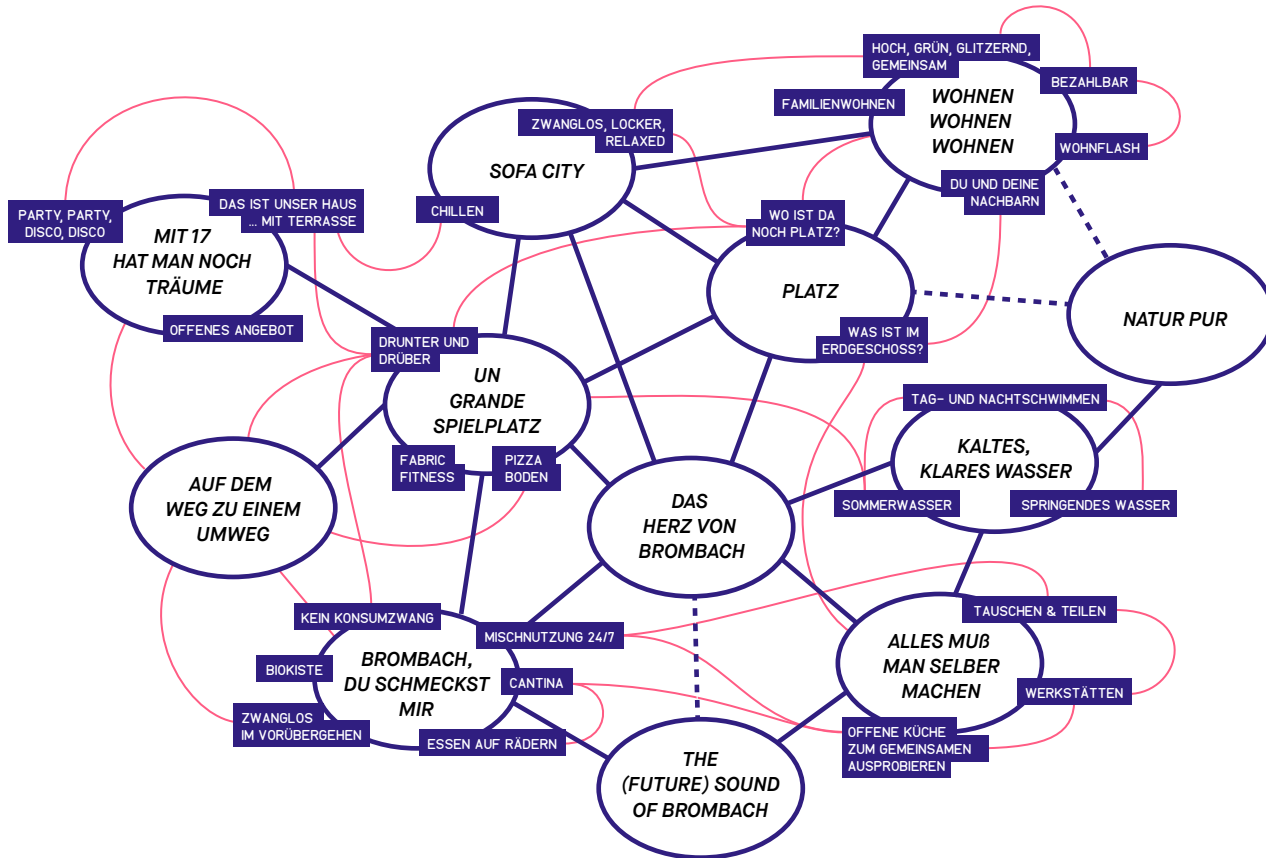 HOCH, GRÜN, GLITZERND,
GEMEINSAM
BEZAHLBAR
FAMILIENWOHNEN
WOHNEN
WOHNEN
WOHNEN
WOHNFLASH
DU UND DEINE
NACHBARN
ZWANGLOS, LOCKER,
RELAXED
SOFA CITY
CHILLEN
PARTY, PARTY,
DISCO, DISCO
DAS IST UNSER HAUS
... MIT TERRASSE
MIT 17
HAT MAN NOCH
TRÄUME
OFFENES ANGEBOT
WO IST DA
NOCH PLATZ?
PLATZ
WAS IST IM
ERDGESCHOSS?
NATUR PUR
DRUNTER UND
DRÜBER
UN
GRANDE
SPIELPLATZ
FABRIC
FITNESS
PIZZA
BODEN
TAG- UND NACHTSCHWIMMEN
KALTES,
KLARES WASSER
SOMMERWASSER
SPRINGENDES WASSER
AUF DEM
WEG ZU EINEM
UMWEG
DAS
HERZ VON
BROMBACH
KEIN KONSUMZWANG
MISCHNUTZUNG 24/7
BIOKISTE
BROMBACH,
DU SCHMECKST
MIR
CANTINA
ZWANGLOS
IM VORÜBERGEHEN
ESSEN AUF RÄDERN
TAUSCHEN & TEILEN
ALLES MUß
MAN SELBER
MACHEN
WERKSTÄTTEN
OFFENE KÜCHE
ZUM GEMEINSAMEN
AUSPROBIEREN
THE
(FUTURE) SOUND
OF BROMBACH